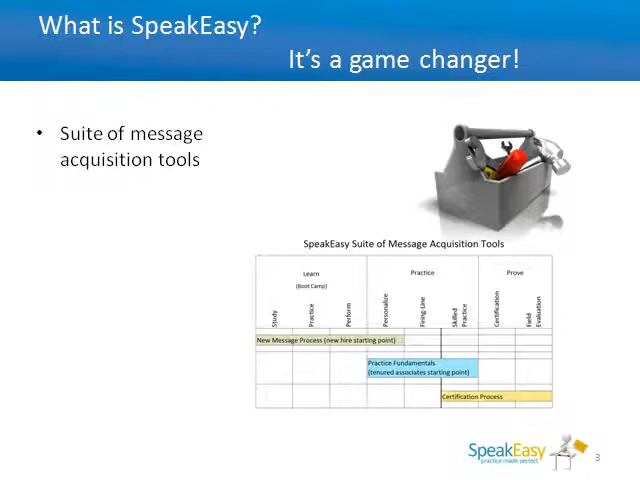 What is SpeakEasy?
It's a game changer!
• Suite of message
acquisition tools
SpeakEasy Suite of Message Acquisition Tools
Learn
(Boot Camp)
Practice
Prove
Study
Practice
Perform
Personalize
Firing-Line
Skilled
Practice
Certification
Field
Evaluation
New Message Process (new hire starting point)
Practice Fundamentals
(tenured associates starting point)
Certification Process
SpeakEasy
practice made perfect
3